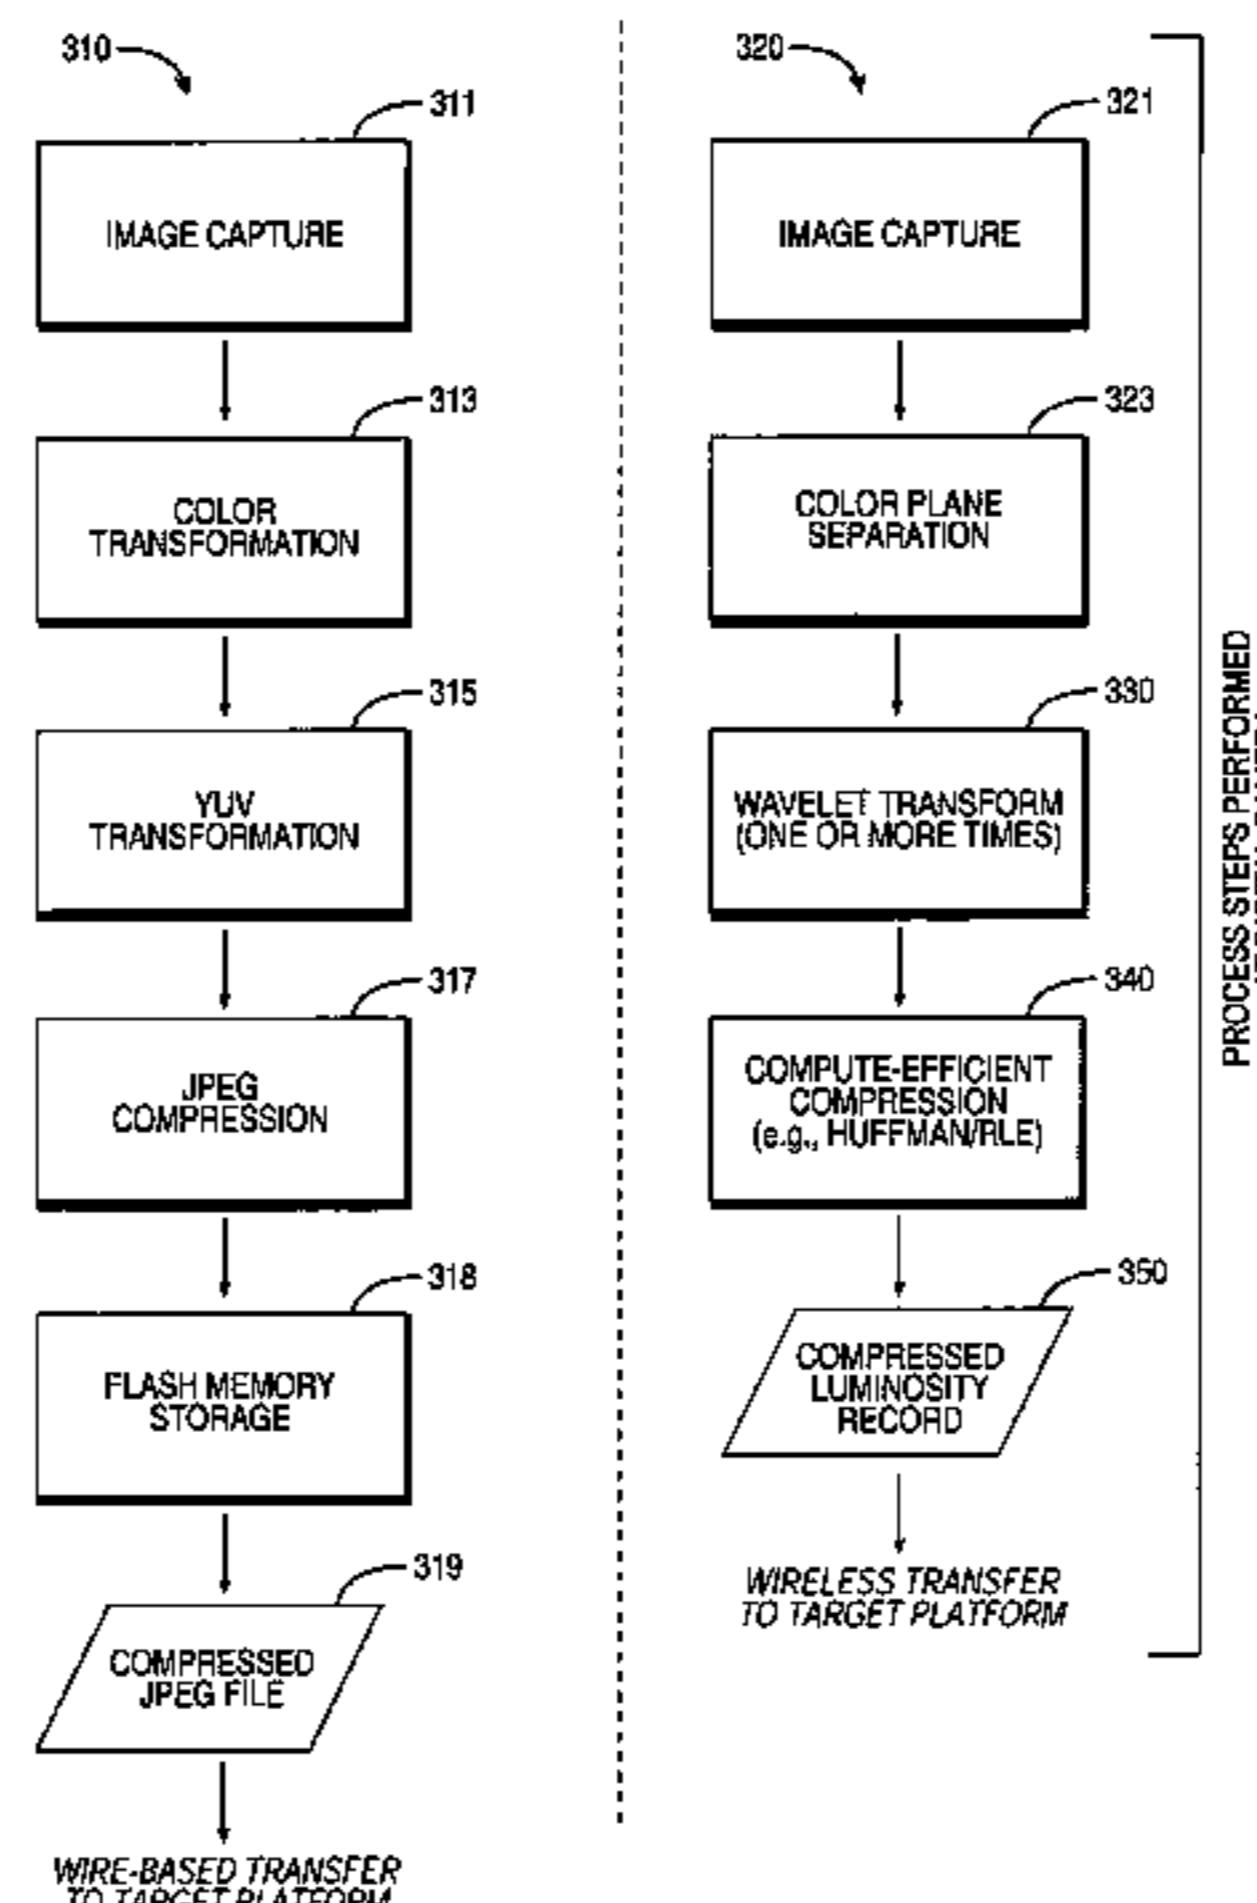 310
311
IMAGE CAPTURE
313
COLOR
TRANSFORMATION
315
YUV
TRANSFORMATION
317
JPEG
COMPRESSION
318
FLASH MEMORY
STORAGE
319
COMPRESSED
JPEG FILE
WIRE-BASED TRANSFER
TO TARGET PLATFORM
320
321
IMAGE CAPTURE
323
COLOR PLANE
SEPARATION
330
WAVELET TRANSFORM
(ONE OR MORE TIMES)
340
COMPUTE-EFFICIENT
COMPRESSION
(e.g., HUFFMAN/RLE)
350
COMPRESSED
LUMINOSITY
RECORD
WIRELESS TRANSFER
TO TARGET PLATFORM
PROCESS STEPS PERFORMED